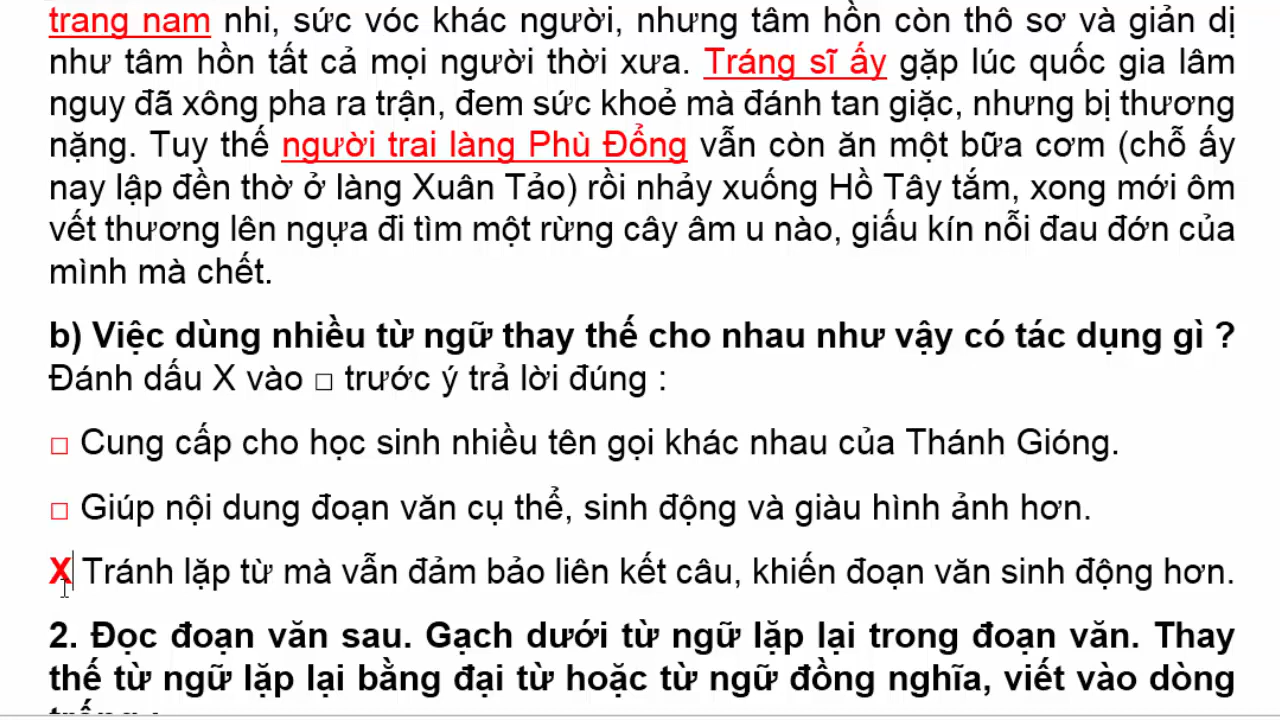 trang nam nhi, sức vóc khác người, nhưng tâm hồn còn thô sơ và giản dị
như tâm hồn tất cả mọi người thời xưa. Tráng sĩ ấy gặp lúc quốc gia lâm
nguy đã xông pha ra trận, đem sức khoẻ mà đánh tan giặc, nhưng bị thương
nặng. Tuy thế người trai làng Phù Đổng vẫn còn ăn một bữa cơm (chỗ ấy
nay lập đền thờ ở làng Xuân Tảo) rồi nhảy xuống Hồ Tây tắm, xong mới ôm
vết thương lên ngựa đi tìm một rừng cây âm u nào, giấu kín nỗi đau đớn của
mình mà chết.
b) Việc dùng nhiều từ ngữ thay thế cho nhau như vậy có tác dụng gì ?
Đánh dấu X vào □ trước ý trả lời đúng :
□ Cung cấp cho học sinh nhiều tên gọi khác nhau của Thánh Gióng.
□ Giúp nội dung đoạn văn cụ thể, sinh động và giàu hình ảnh hơn.
X Tránh lặp từ mà vẫn đảm bảo liên kết câu, khiến đoạn văn sinh động hơn.
2. Đọc đoạn văn sau. Gạch dưới từ ngữ lặp lại trong đoạn văn. Thay
thế từ ngữ lặp lại bằng đại từ hoặc từ ngữ đồng nghĩa, viết vào dòng